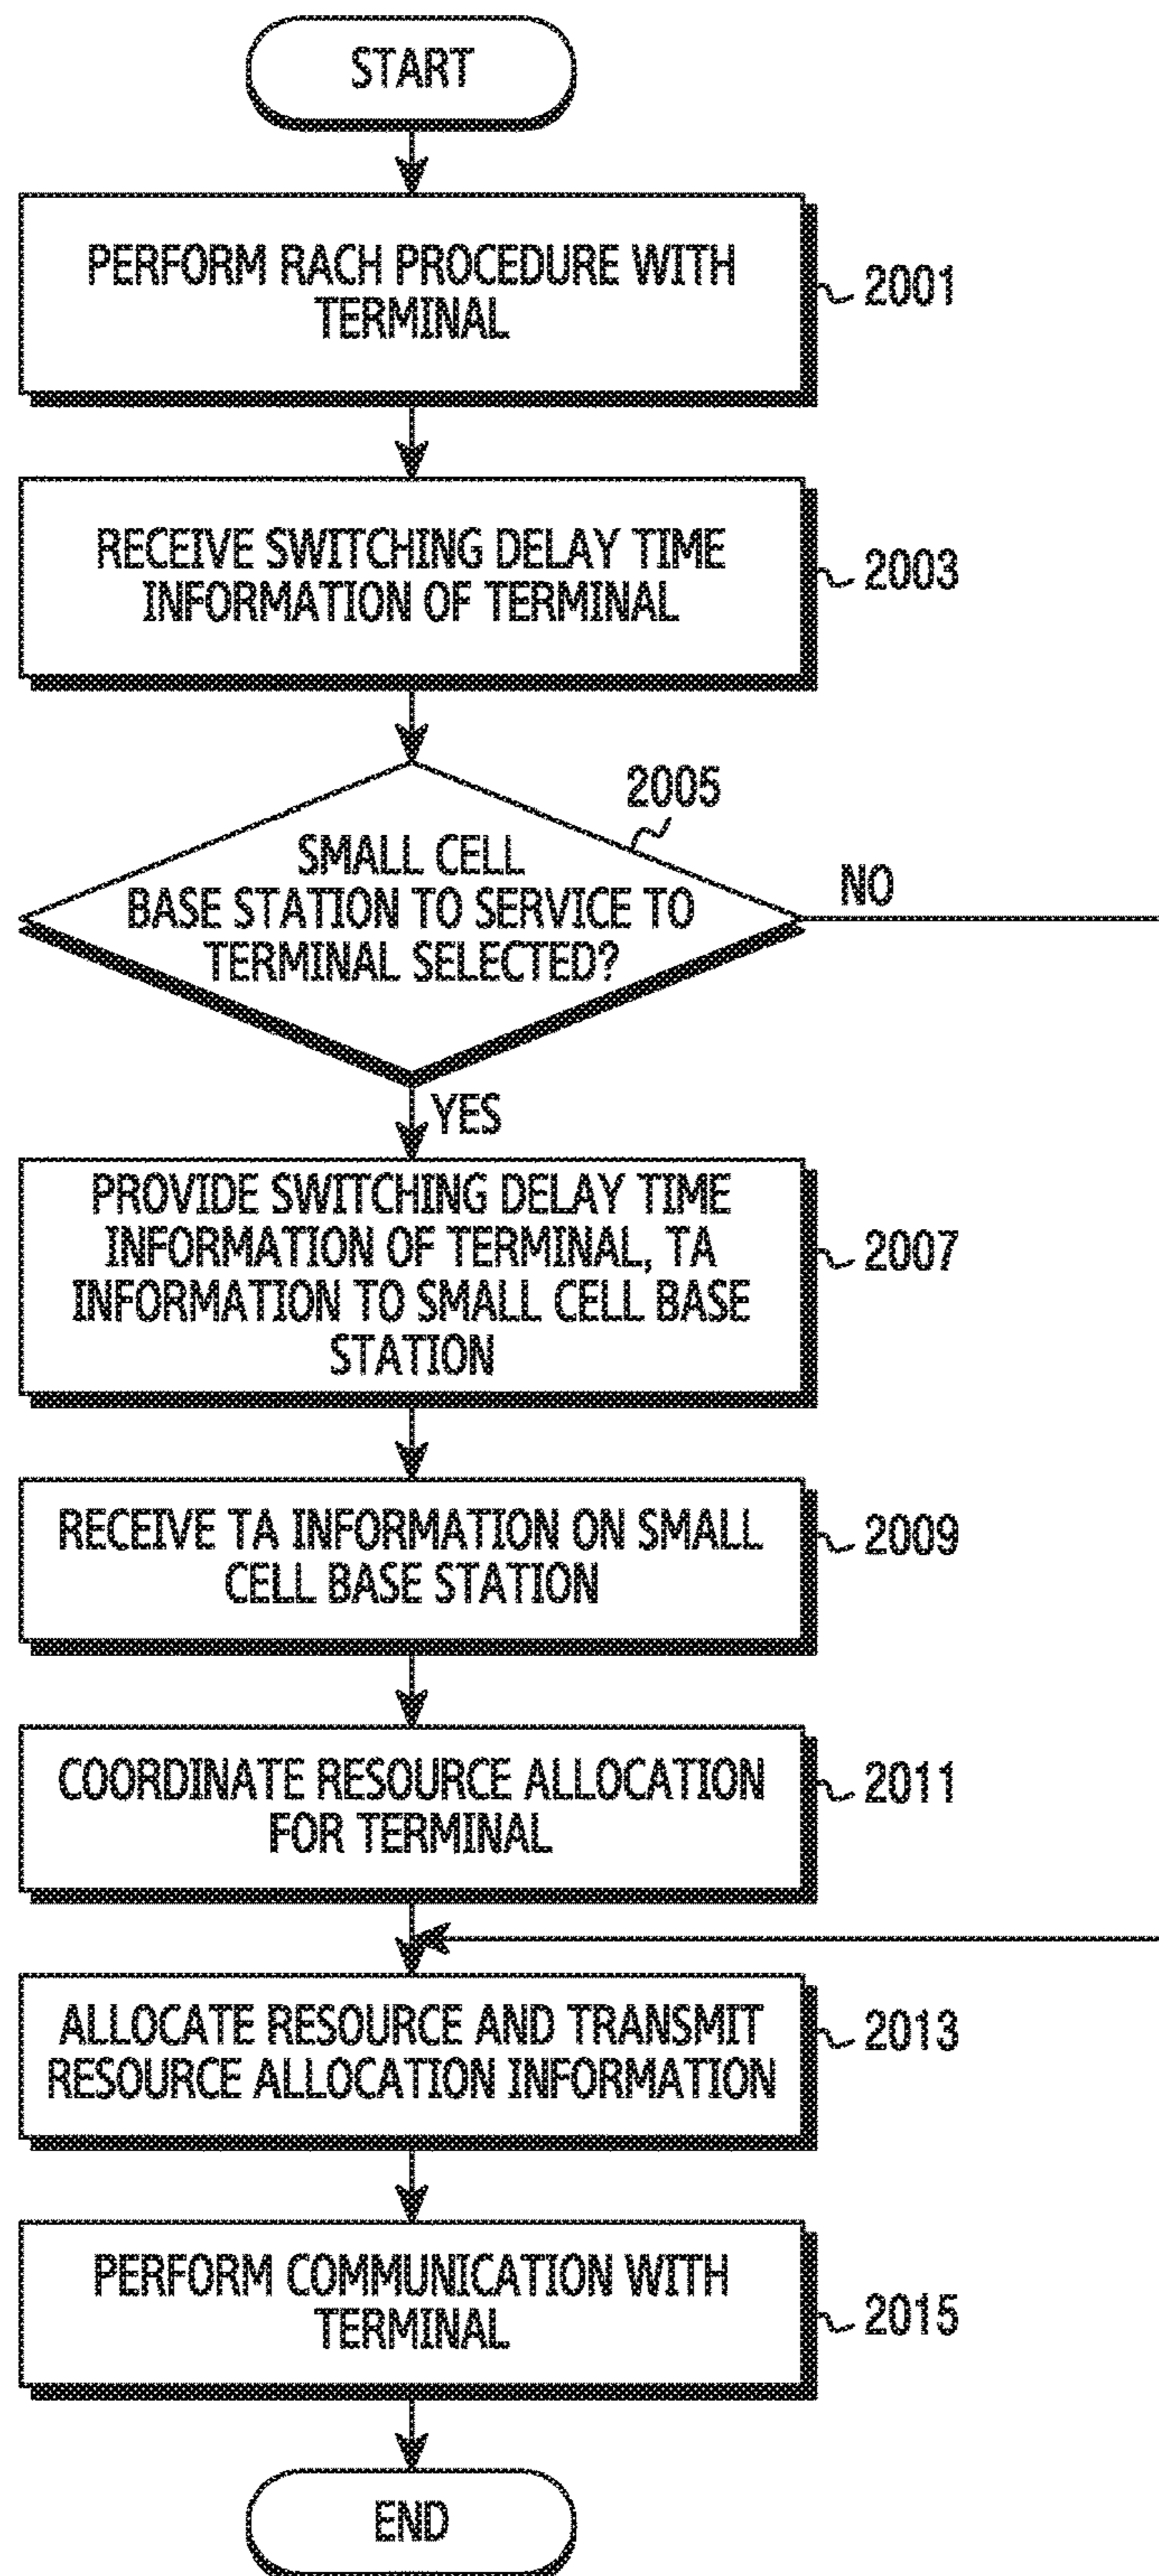 START
PERFORM RACH PROCEDURE WITH
TERMINAL
2001
RECEIVE SWITCHING DELAY TIME
INFORMATION OF TERMINAL
2003
2005
SMALL CELL
BASE STATION TO SERVICE TO
TERMINAL SELECTED?
NO
YES
PROVIDE SWITCHING DELAY TIME
INFORMATION OF TERMINAL, TA
INFORMATION TO SMALL CELL BASE
STATION
2007
RECEIVE TA INFORMATION ON SMALL
CELL BASE STATION
2009
COORDINATE RESOURCE ALLOCATION
FOR TERMINAL
2011
ALLOCATE RESOURCE AND TRANSMIT
RESOURCE ALLOCATION INFORMATION
2013
PERFORM COMMUNICATION WITH
TERMINAL
2015
END